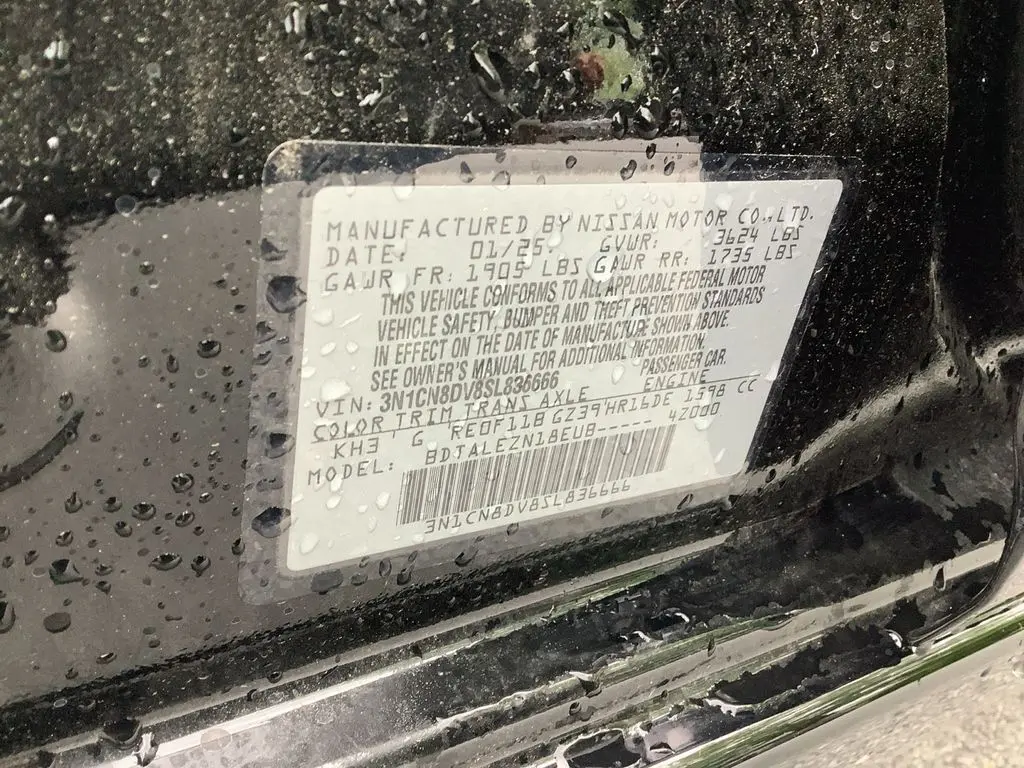 MANUFACTURED BY NISSAN MOTOR CO.,LTD.
DATE: 01/25 GVWR: 3624 LBS
GAWR FR: 1905 LBS GAWR RR: 1735 LBS
THIS VEHICLE CONFORMS TO ALL APPLICABLE FEDERAL MOTOR
VEHICLE SAFETY, BUMPER AND THEFT PREVENTION STANDARDS
IN EFFECT ON THE DATE OF MANUFACTURE SHOWN ABOVE.
SEE OWNER'S MANUAL FOR ADDITIONAL INFORMATION.
VIN: 3N1CN8DV8SL836666 PASSENGER CAR
COLOR TRIM TRANS AXLE ENGINE
KH3 G RE0F11B GZ39 HR16DE 1598 CC
MODEL: BDJALEZN18EU8----- 4Z000
3N1CN8DV8SL836666